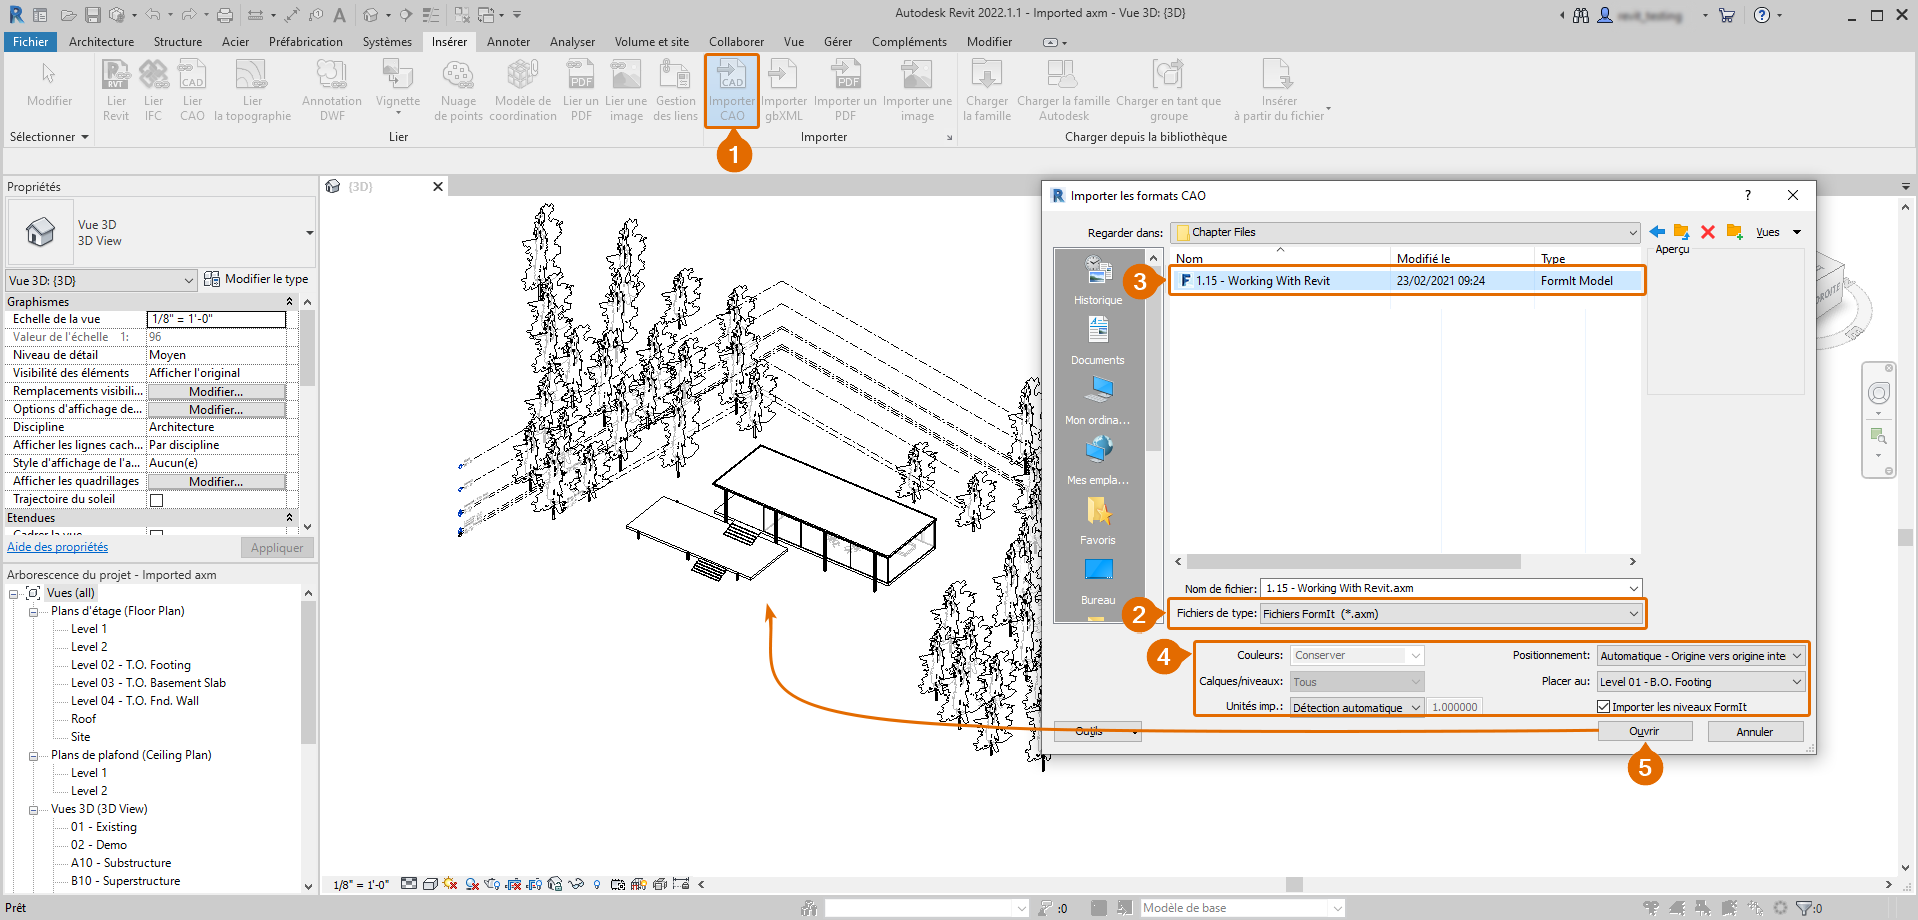 Autodesk Revit 2022.1.1 - Imported axm - Vue 3D: {3D}
Fichier Architecture Structure Acier Préfabrication Systèmes Insérer Annoter Analyser Volume et site Collaborer Vue Gérer Compléments Modifier
Modifier
Lier Revit
Lier IFC
Lier CAO
Lier la topographie
Annotation DWF
Vignette
Nuage de points
Modèle de coordination
Lier un PDF
Lier une image
Gestion des liens
Importer CAO
Importer gbXML
Importer un PDF
Importer une image
Charger la famille
Charger la famille Autodesk
Charger en tant que groupe
Insérer à partir du fichier
Sélectionner
Lier
Importer
Charger depuis la bibliothèque
1
Propriétés
Vue 3D
3D View
Vue 3D: {3D}
Modifier le type
Graphismes
Echelle de la vue 1/8" = 1'-0"
Valeur de l'échelle 1: 96
Niveau de détail Moyen
Visibilité des éléments Afficher l'original
Remplacements visibili... Modifier...
Options d'affichage de... Modifier...
Discipline Architecture
Afficher les lignes cach... Par discipline
Style d'affichage de l'a... Aucun(e)
Afficher les quadrillages Modifier...
Trajectoire du soleil
Etendues
Cadrer la vue
Aide des propriétés
Appliquer
Arborescence du projet - Imported axm
Vues (all)
Plans d'étage (Floor Plan)
Level 1
Level 2
Level 02 - T.O. Footing
Level 03 - T.O. Basement Slab
Level 04 - T.O. Fnd. Wall
Roof
Site
Plans de plafond (Ceiling Plan)
Level 1
Level 2
Vues 3D (3D View)
01 - Existing
02 - Demo
A10 - Substructure
B10 - Superstructure
{3D}
Importer les formats CAO
Regarder dans: Chapter Files
Vues
Aperçu
Nom Modifié le Type
3
1.15 - Working With Revit 23/02/2021 09:24 FormIt Model
Historique
Documents
Mon ordina...
Mes empla...
Favoris
Bureau
Nom de fichier: 1.15 - Working With Revit.axm
2
Fichiers de type: Fichiers FormIt (*.axm)
4
Couleurs: Conserver
Positionnement: Automatique - Origine vers origine inte
Calques/niveaux: Tous
Placer au: Level 01 - B.O. Footing
Unités imp.: Détection automatique 1.000000
Importer les niveaux FormIt
Outils
Ouvrir
Annuler
5
DROITE
1/8" = 1'-0"
Prêt
:0
Modèle de base
:0